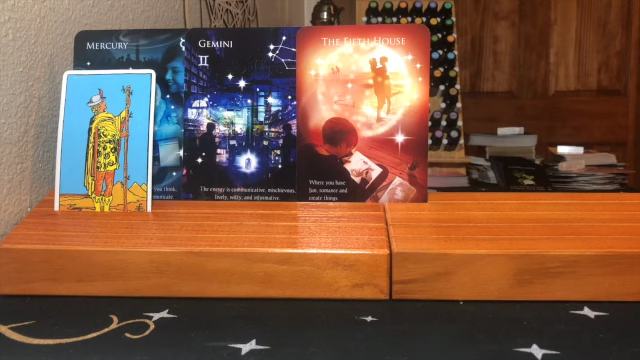 MERCURY
GEMINI
♊
THE FIFTH HOUSE
you think,
municate.
The energy is communicative, mischievous,
lively, witty, and informative.
Where you have
fun, romance and
create things